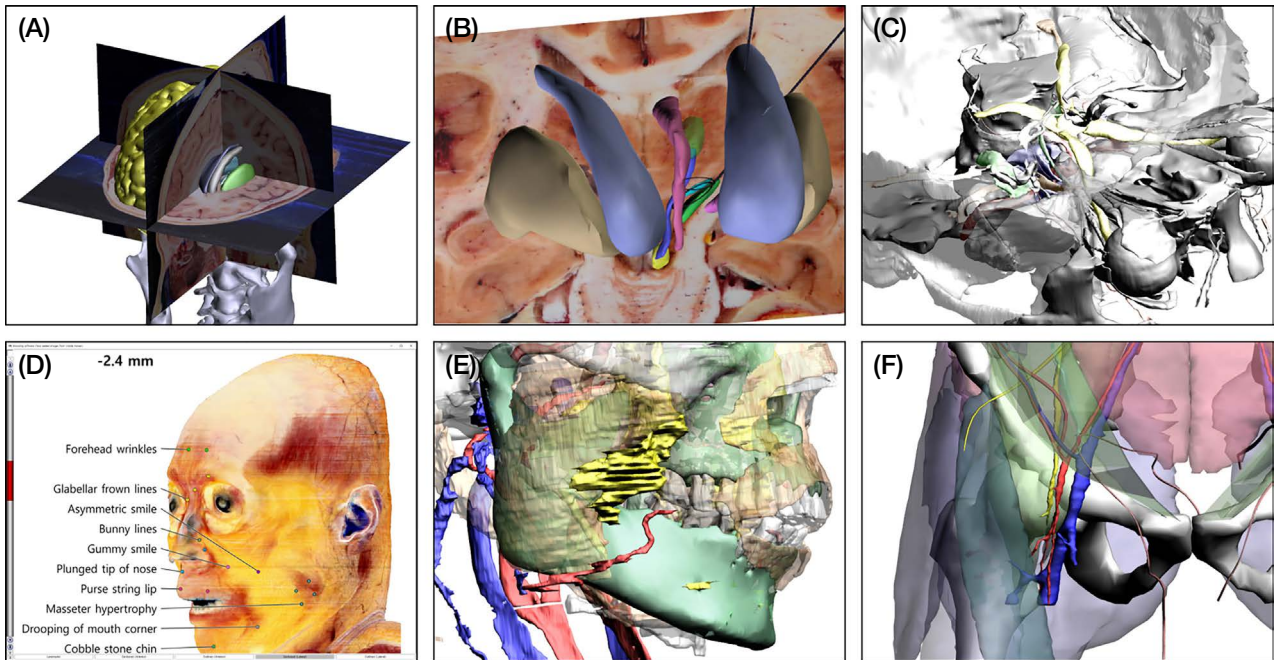 (A)
(B)
(C)
(D)
-2.4 mm
Forehead wrinkles
Glabellar frown lines
Asymmetric smile
Bunny lines
Gummy smile
Plunged tip of nose
Purse string lip
Masseter hypertrophy
Drooping of mouth corner
Cobble stone chin
(E)
(F)